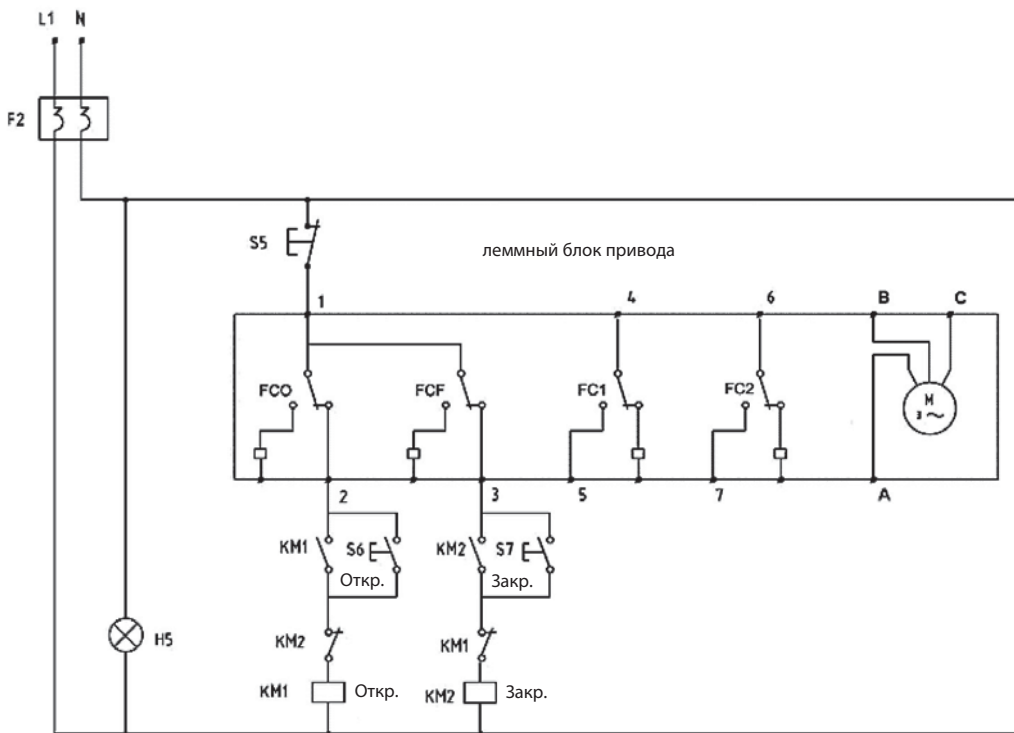 L1 N
F2
S5
леммный блок привода
1 4 6 B C
FCO FCF FC1 FC2 M
3 ~
2 3 5 7 A
KM1 S6 KM2 S7
Откр. Закр.
KM2 KM1
H5
KM1 Откр. KM2 Закр.